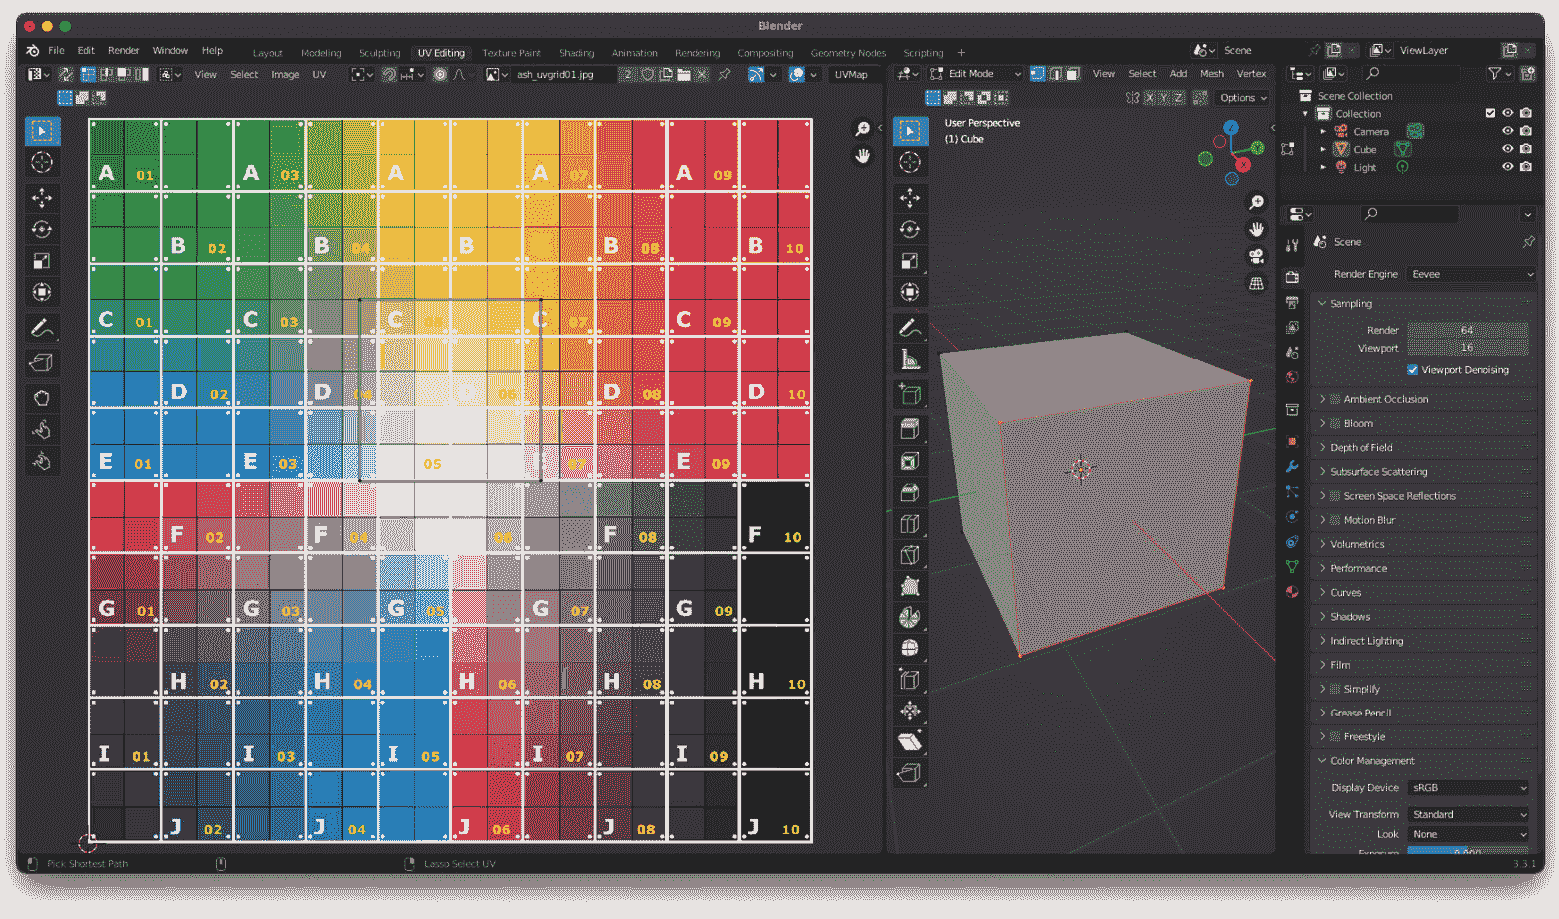 Blender
File Edit Render Window Help Layout Modeling Sculpting UV Editing Texture Paint Shading Animation Rendering Compositing Geometry Nodes Scripting + Scene ViewLayer
View Select Image UV ash_uvgrid01.jpg 2 UVMap Edit Mode View Select Add Mesh Vertex
X Y Z Options
User Perspective
(1) Cube
Scene Collection
Collection
Camera
Cube
Light
Scene
Render Engine Eevee
Sampling
Render 64
Viewport 16
Viewport Denoising
Ambient Occlusion
Bloom
Depth of Field
Subsurface Scattering
Screen Space Reflections
Motion Blur
Volumetrics
Performance
Curves
Shadows
Indirect Lighting
Film
Simplify
Grease Pencil
Freestyle
Color Management
Display Device sRGB
View Transform Standard
Look None
Exposure 0.000
A 01 A 03 A A 07 A 09
B 02 B 04 B B 08 B 10
C 01 C 03 C 05 C 07 C 09
D 02 D 04 D 06 D 08 D 10
E 01 E 03 05 07 E 09
F 02 F 04 06 F 08 F 10
G 01 G 03 G 05 G 07 G 09
H 02 H 04 H 06 H 08 H 10
I 01 I 03 I 05 I 07 I 09
J 02 J 04 J 06 J 08 J 10
Pick Shortest Path Lasso Select UV 3.3.1